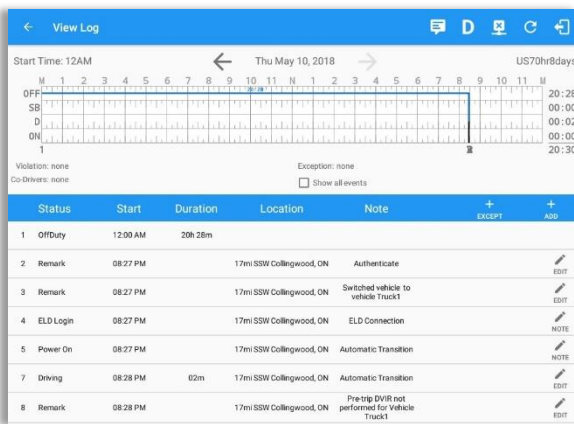 View Log
D
Start Time: 12AM
Thu May 10, 2018
US70hr8days
M 1 2 3 4 5 6 7 8 9 10 11 N 1 2 3 4 5 6 7 8 9 10 11 M
OFF 20:28 20:28
SB 00:00
D 00:02
ON 00:00
1 20:30
Violation: none
Exception: none
Co-Drivers: none
Show all events
Status Start Duration Location Note + EXCEPT + ADD
1 OffDuty 12:00 AM 20h 28m
2 Remark 08:27 PM 17mi SSW Collingwood, ON Authenticate EDIT
3 Remark 08:27 PM 17mi SSW Collingwood, ON Switched vehicle to vehicle Truck1 EDIT
4 ELD Login 08:27 PM 17mi SSW Collingwood, ON ELD Connection NOTE
5 Power On 08:27 PM 17mi SSW Collingwood, ON Automatic Transition NOTE
7 Driving 08:28 PM 02m 17mi SSW Collingwood, ON Automatic Transition EDIT
8 Remark 08:28 PM 17mi SSW Collingwood, ON Pre-trip DVIR not performed for Vehicle Truck1 EDIT